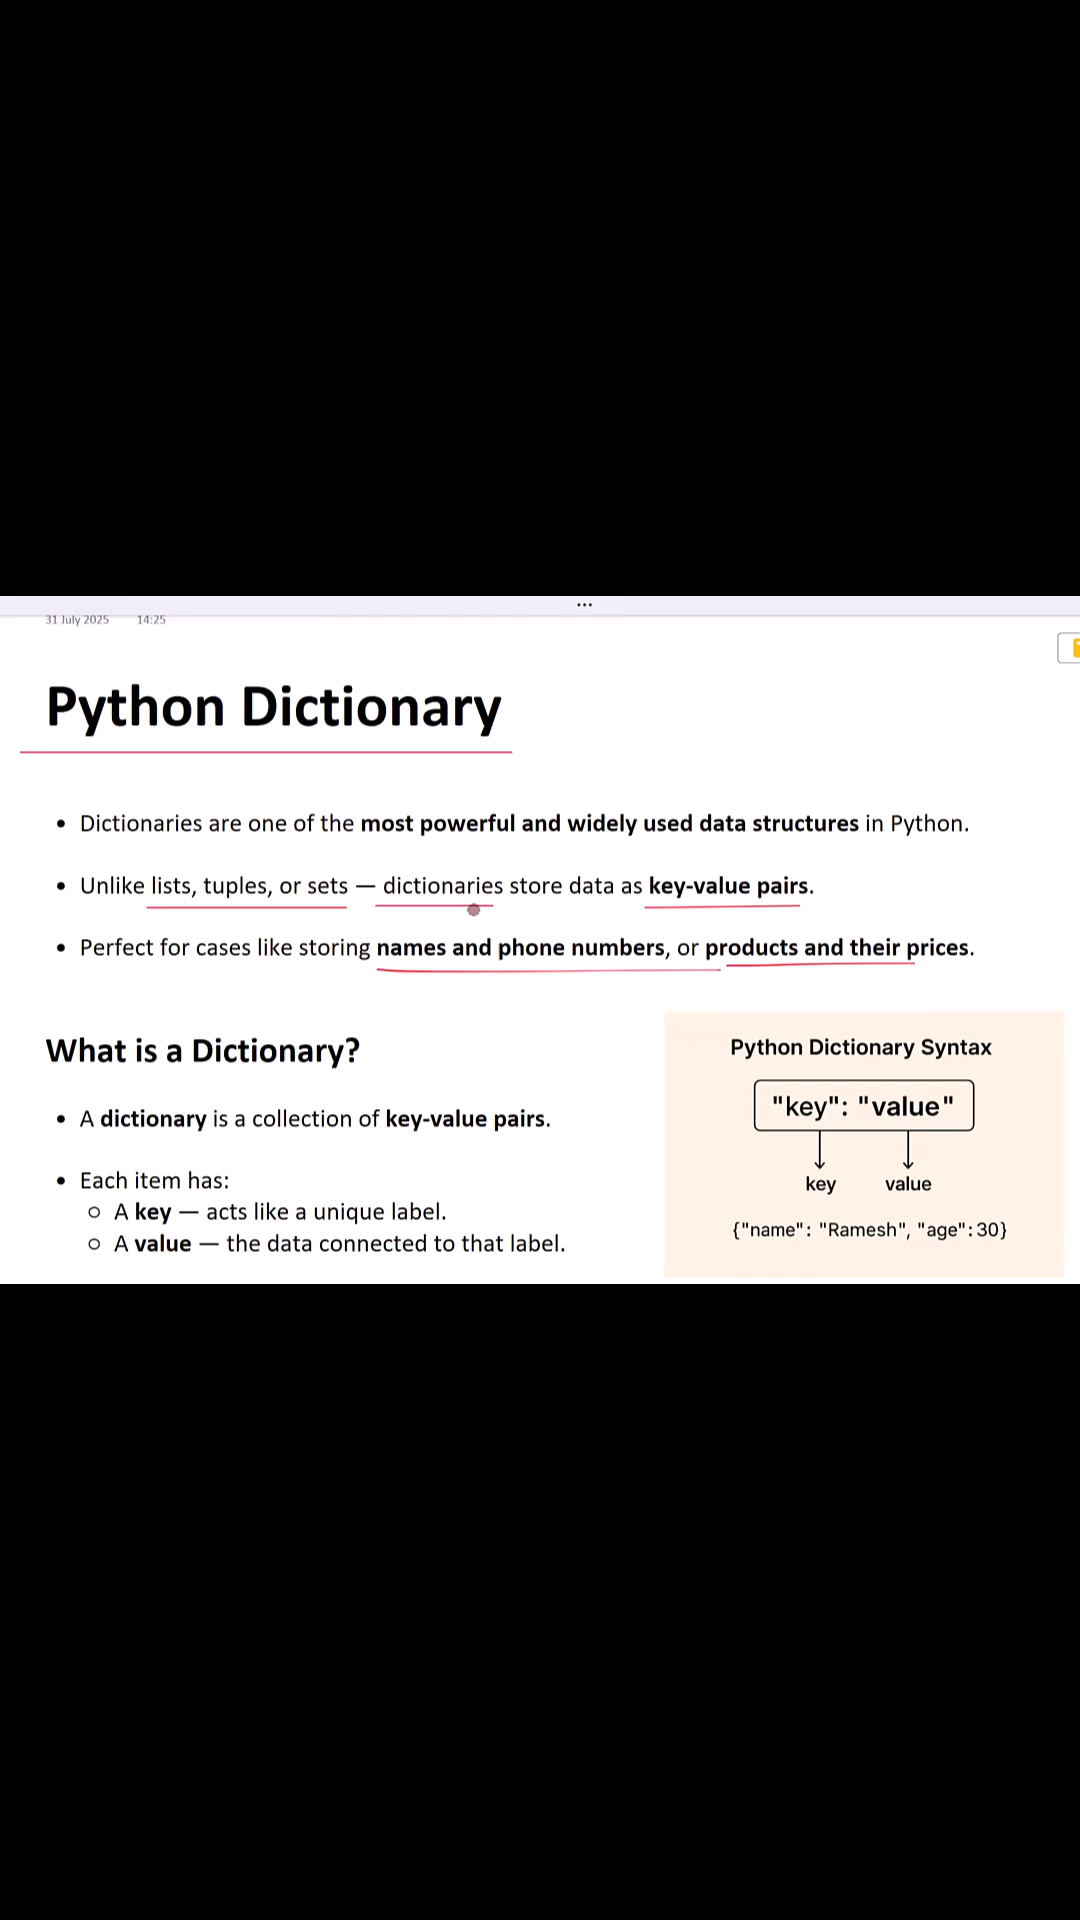 31 July 2025 14:25
Python Dictionary
• Dictionaries are one of the most powerful and widely used data structures in Python.
• Unlike lists, tuples, or sets — dictionaries store data as key-value pairs.
• Perfect for cases like storing names and phone numbers, or products and their prices.
What is a Dictionary?
• A dictionary is a collection of key-value pairs.
• Each item has:
○ A key — acts like a unique label.
○ A value — the data connected to that label.
Python Dictionary Syntax
"key": "value"
key value
{"name": "Ramesh", "age": 30}